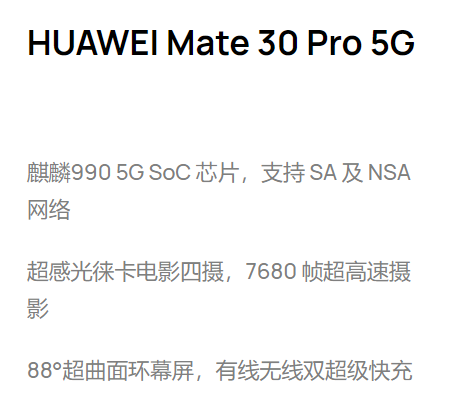 HUAWEI Mate 30 Pro 5G
麒麟990 5G SoC 芯片，支持 SA 及 NSA
网络
超感光徕卡电影四摄，7680 帧超高速摄
影
88°超曲面环幕屏，有线无线双超级快充